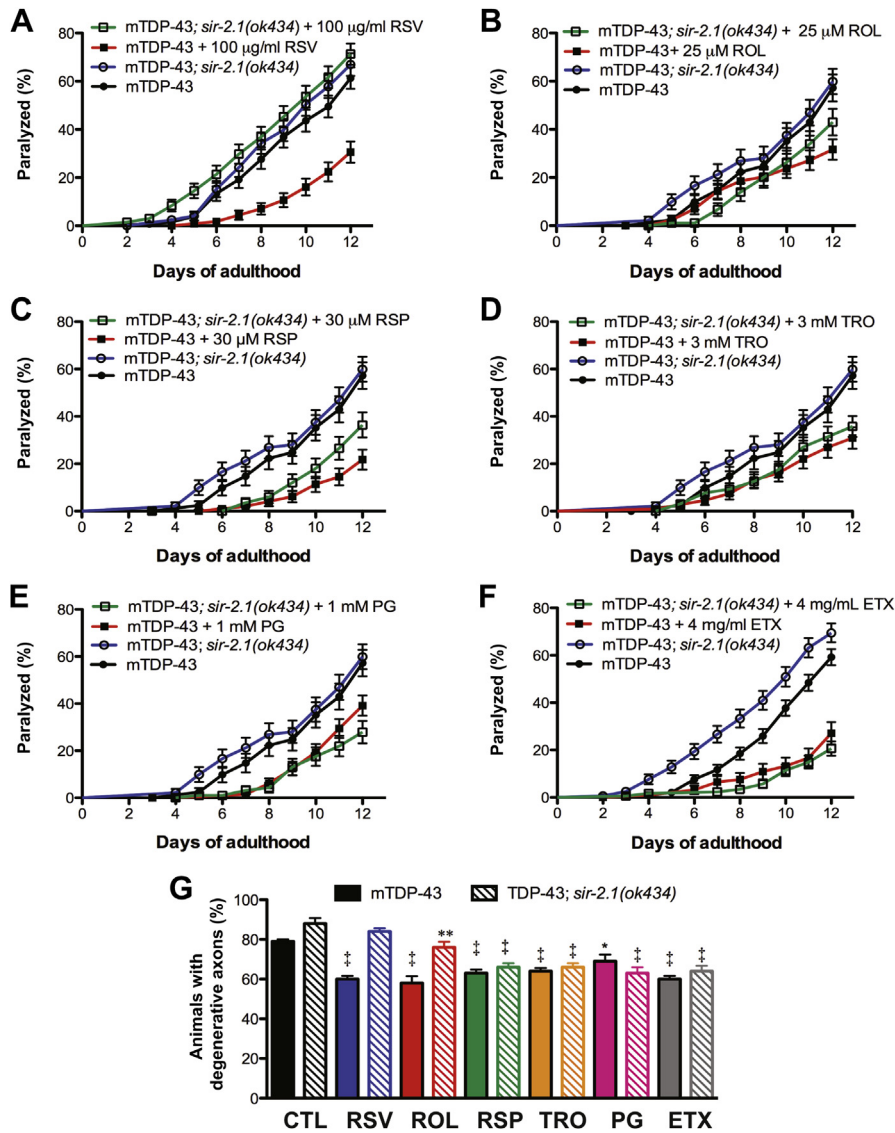 A
mTDP-43; sir-2.1(ok434) + 100 µg/ml RSV
mTDP-43 + 100 µg/ml RSV
mTDP-43; sir-2.1(ok434)
mTDP-43
Paralyzed (%)
80
60
40
20
0
0 2 4 6 8 10 12
Days of adulthood
B
mTDP-43; sir-2.1(ok434) + 25 µM ROL
mTDP-43+ 25 µM ROL
mTDP-43; sir-2.1(ok434)
mTDP-43
Paralyzed (%)
80
60
40
20
0
0 2 4 6 8 10 12
Days of adulthood
C
mTDP-43; sir-2.1(ok434) + 30 µM RSP
mTDP-43 + 30 µM RSP
mTDP-43; sir-2.1(ok434)
mTDP-43
Paralyzed (%)
80
60
40
20
0
0 2 4 6 8 10 12
Days of adulthood
D
mTDP-43; sir-2.1(ok434) + 3 mM TRO
mTDP-43 + 3 mM TRO
mTDP-43; sir-2.1(ok434)
mTDP-43
Paralyzed (%)
80
60
40
20
0
0 2 4 6 8 10 12
Days of adulthood
E
mTDP-43; sir-2.1(ok434) + 1 mM PG
mTDP-43 + 1 mM PG
mTDP-43; sir-2.1(ok434)
mTDP-43
Paralyzed (%)
80
60
40
20
0
0 2 4 6 8 10 12
Days of adulthood
F
mTDP-43; sir-2.1(ok434) + 4 mg/mL ETX
mTDP-43 + 4 mg/ml ETX
mTDP-43; sir-2.1(ok434)
mTDP-43
Paralyzed (%)
80
60
40
20
0
0 2 4 6 8 10 12
Days of adulthood
G
mTDP-43 TDP-43; sir-2.1(ok434)
Animals with
degenerative axons (%)
100
80
60
40
20
0
‡ ‡ ** ‡ ‡ ‡ ‡ * ‡ ‡ ‡
CTL RSV ROL RSP TRO PG ETX